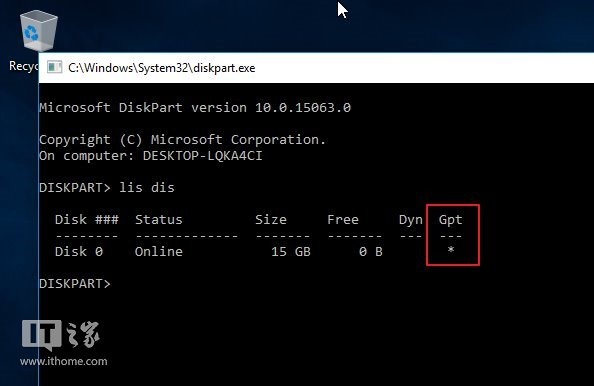 Recyc
C:\Windows\System32\diskpart.exe
Microsoft DiskPart version 10.0.15063.0
Copyright (C) Microsoft Corporation.
On computer: DESKTOP-LQKA4CI
DISKPART> lis dis
Disk ###  Status         Size     Free     Dyn  Gpt
--------  -------------  -------  -------  ---  ---
Disk 0    Online           15 GB      0 B        *
DISKPART>
IT之家
www.ithome.com